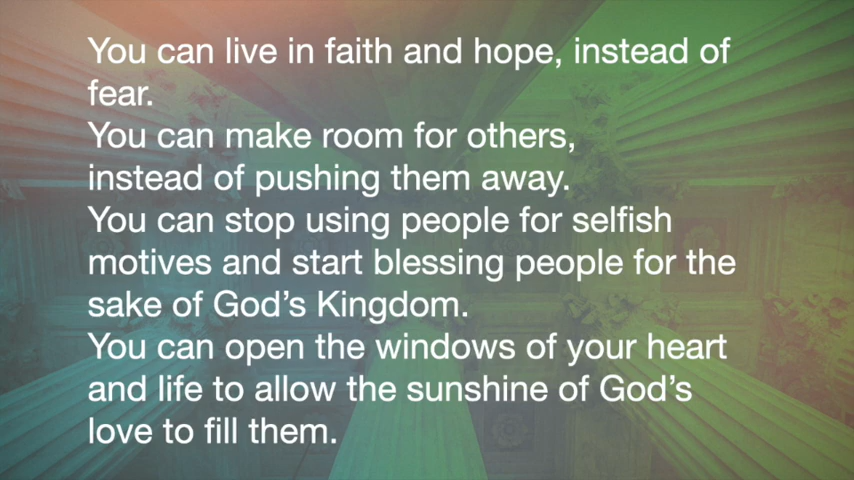 You can live in faith and hope, instead of
fear.
You can make room for others,
instead of pushing them away.
You can stop using people for selfish
motives and start blessing people for the
sake of God’s Kingdom.
You can open the windows of your heart
and life to allow the sunshine of God’s
love to fill them.